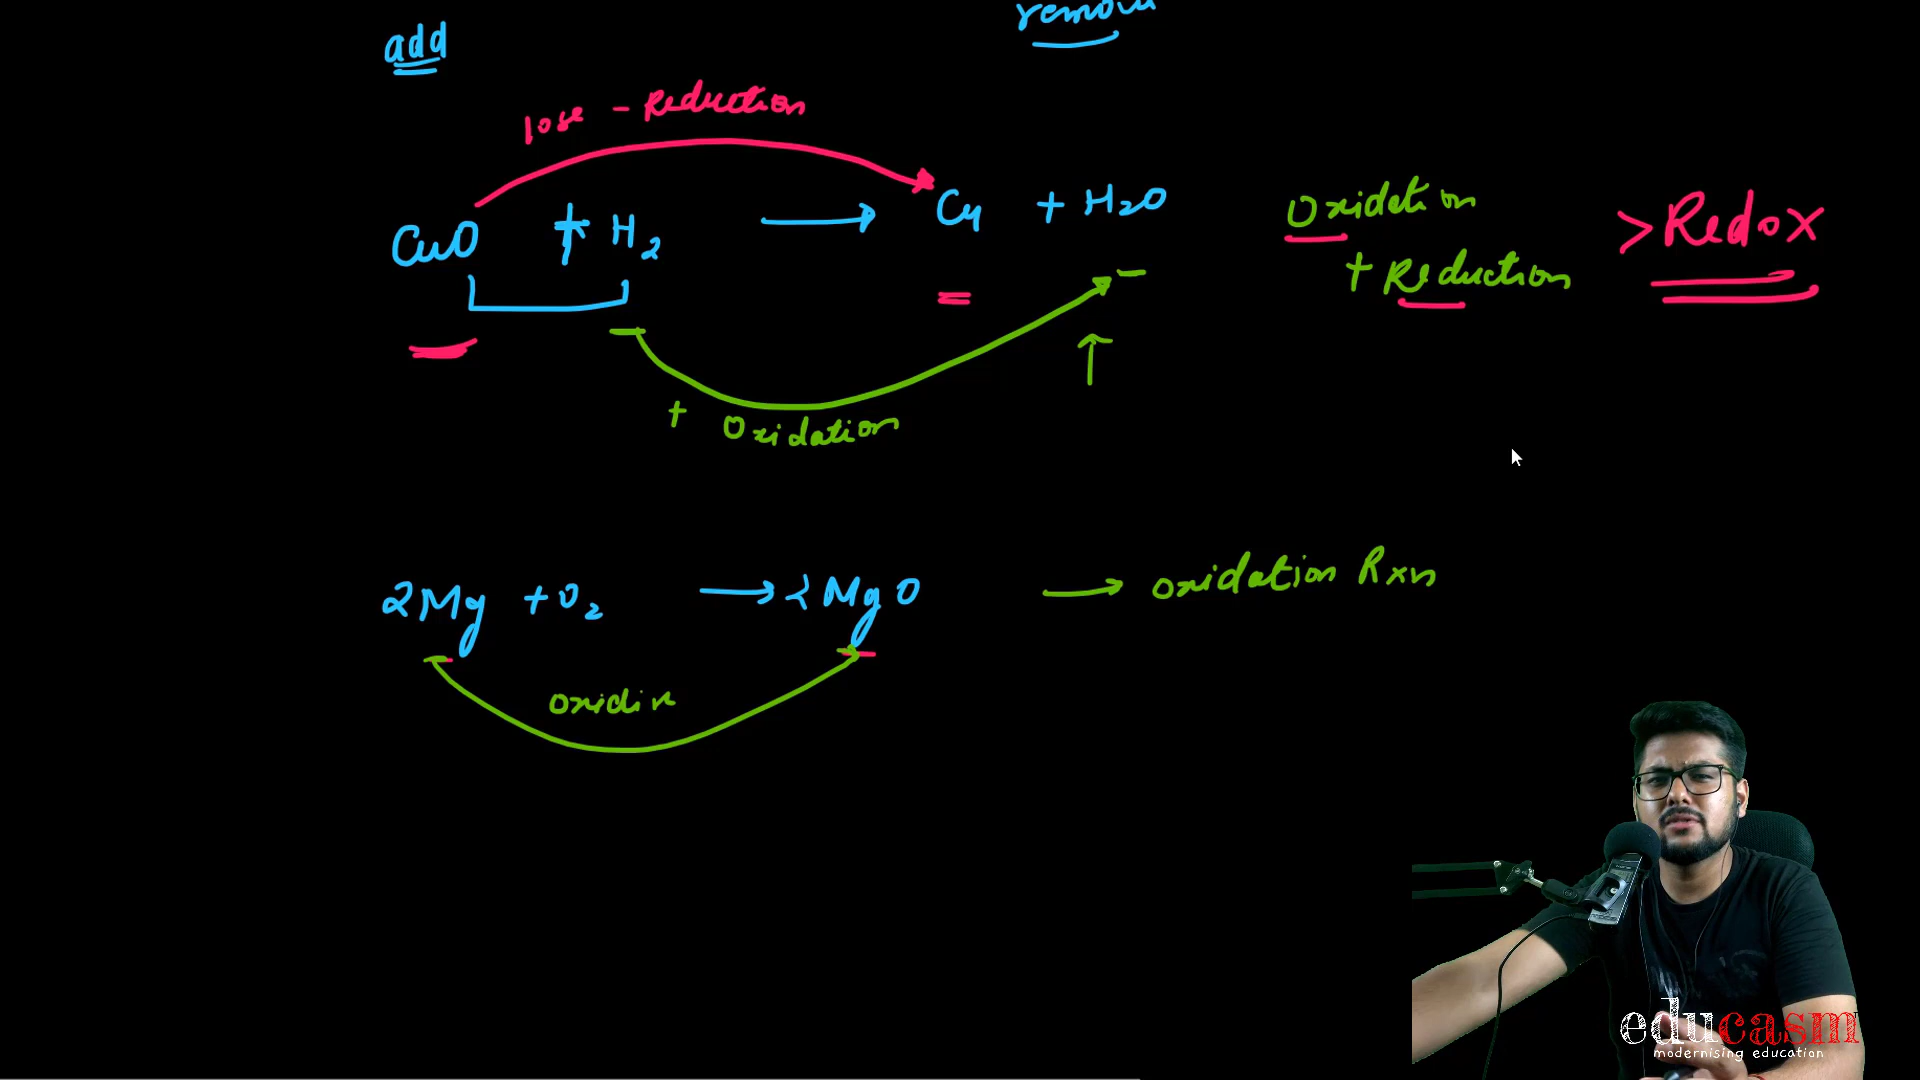 add
lose - Reduction
CuO + H2 → Cu + H2O
Oxidation
+ Reduction
> Redox
+ Oxidation
2Mg + O2 → 2MgO → oxidation Rxn
educasm
modernising education